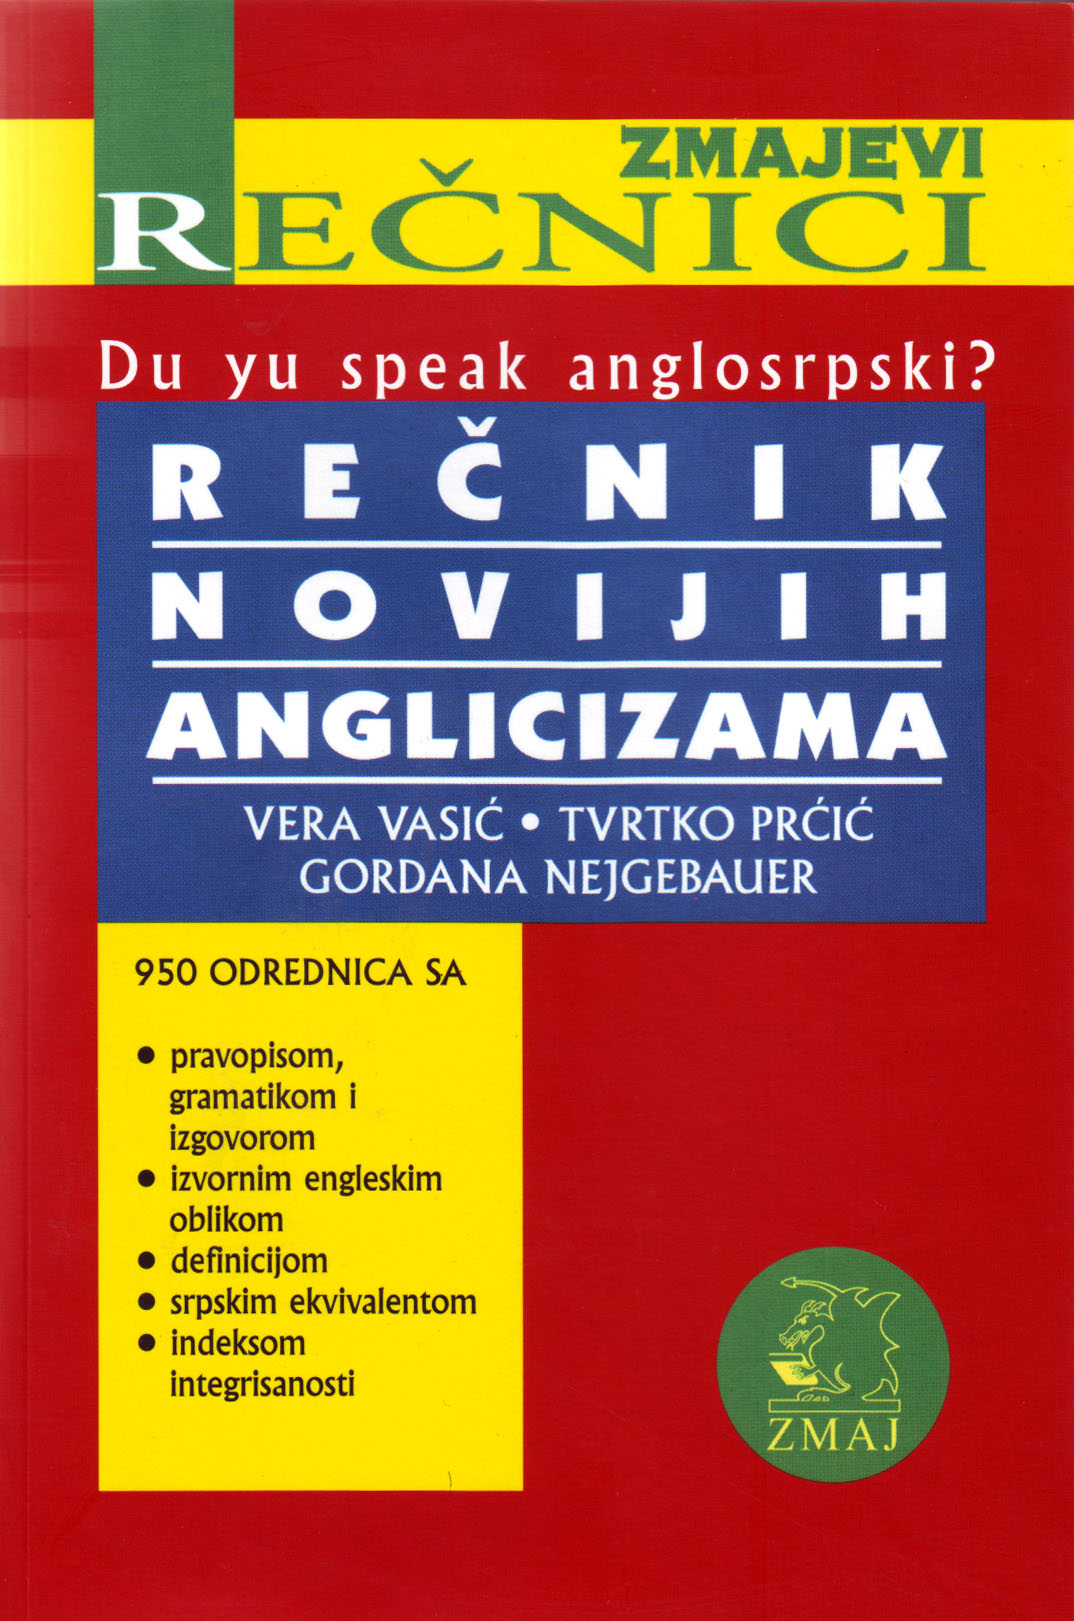 ZMAJEVI
REČNICI
Du yu speak anglosrpski?
REČNIK
NOVIJIH
ANGLICIZAMA
VERA VASIĆ • TVRTKO PRĆIĆ
GORDANA NEJGEBAUER
950 ODREDNICA SA
• pravopisom,
gramatikom i
izgovorom
• izvornim engleskim
oblikom
• definicijom
• srpskim ekvivalentom
• indeksom
integrisanosti
ZMAJ